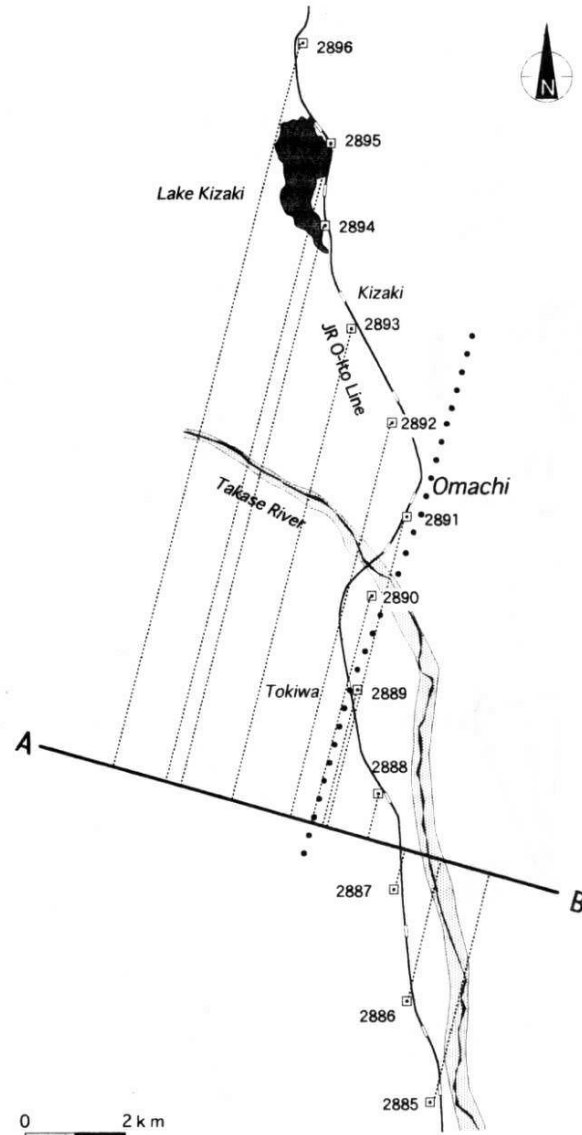 2896
N
2895
Lake Kizaki
2894
Kizaki
2893
JR O-Ito Line
2892
Omachi
Takase River
2891
2890
Tokiwa
2889
A
2888
2887
B
2886
2885
0 2 km